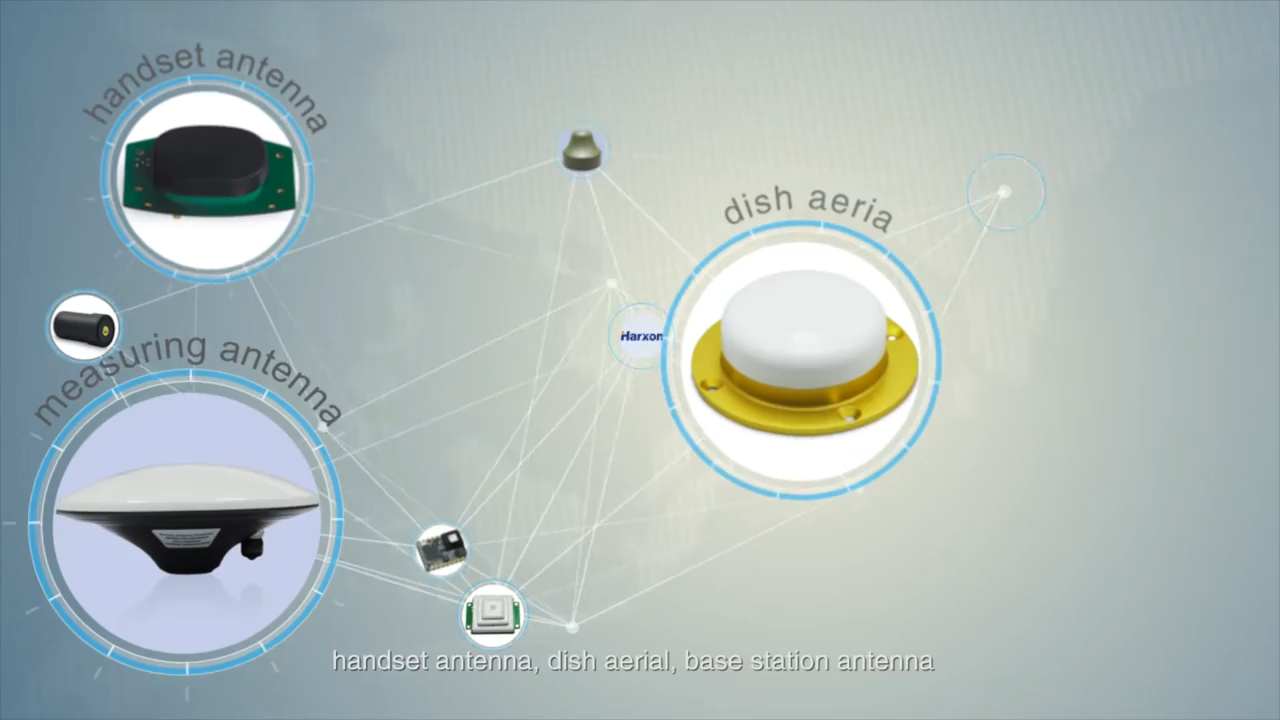 handset antenna
dish aeria
Harxon
measuring antenna
handset antenna, dish aerial, base station antenna